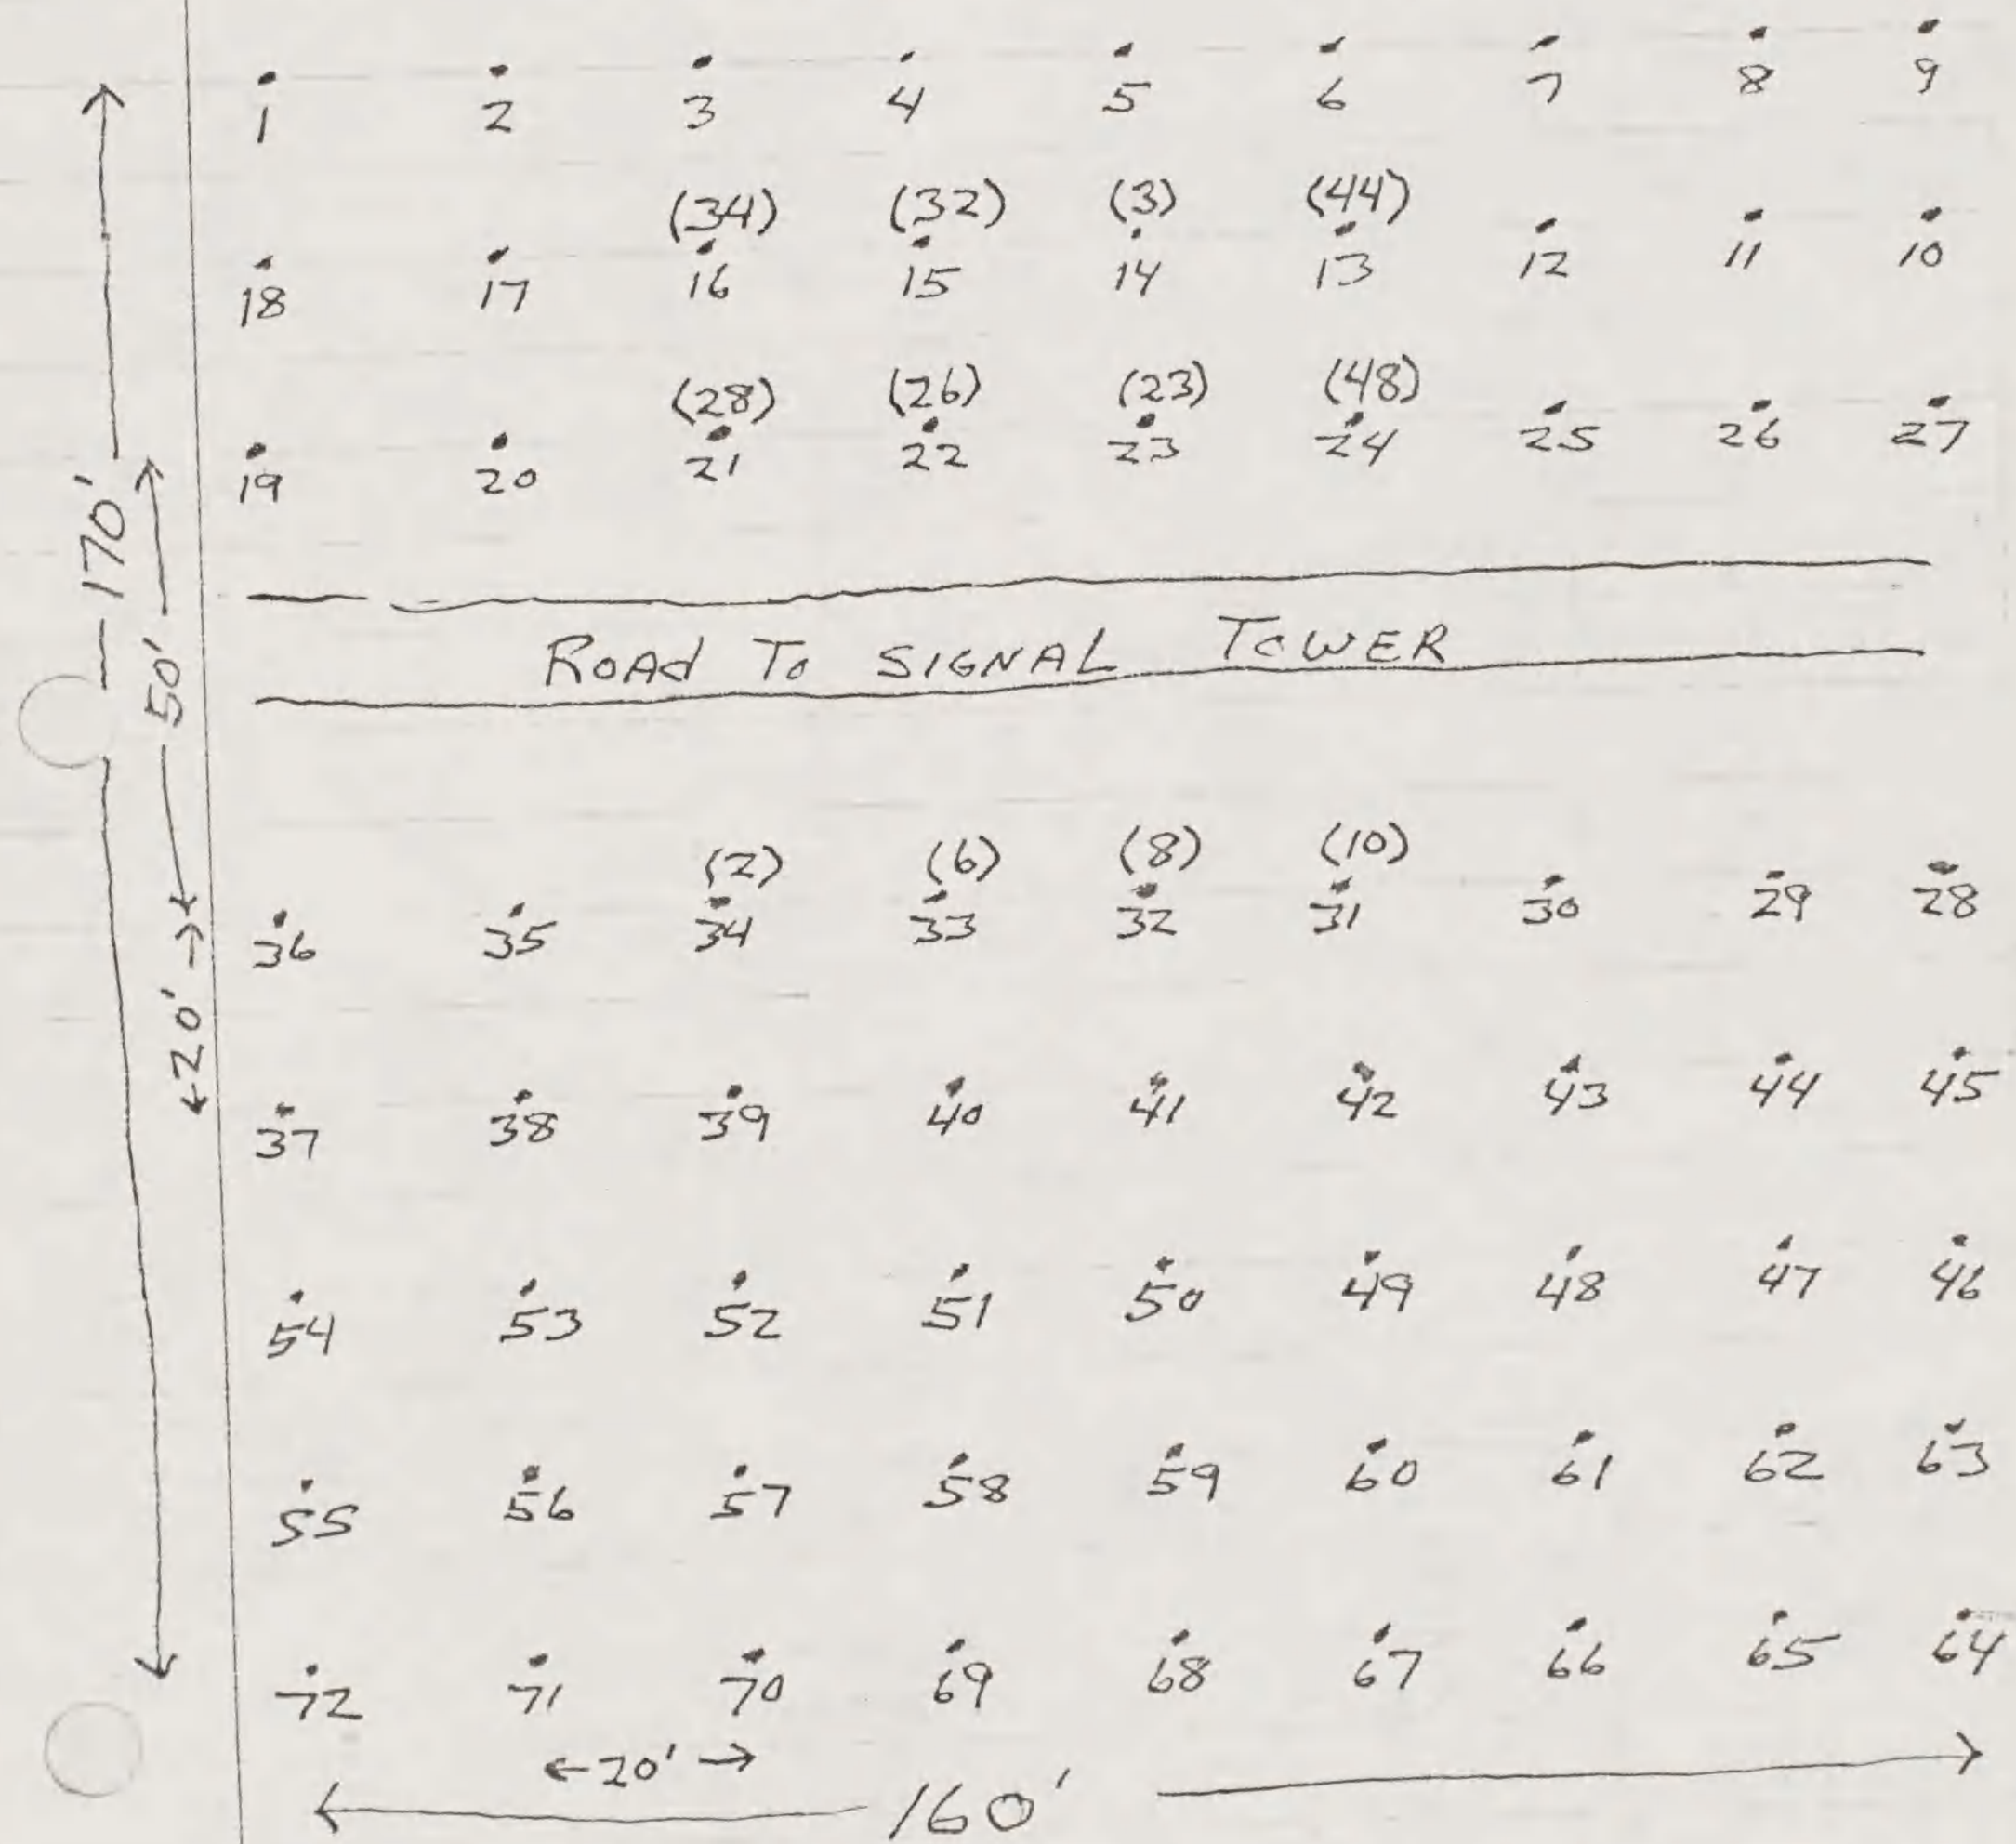 1 2 3 4 5 6 7 8 9
(34) (32) (3) (44)
18 17 16 15 14 13 12 11 10
(28) (26) (23) (48)
19 20 21 22 23 24 25 26 27
170'
50'
ROAd To SIGNAL TOWER
(2) (6) (8) (10)
36 35 34 33 32 31 30 29 28
20'
37 38 39 40 41 42 43 44 45
54 53 52 51 50 49 48 47 46
55 56 57 58 59 60 61 62 63
72 71 70 69 68 67 66 65 64
20'
160'